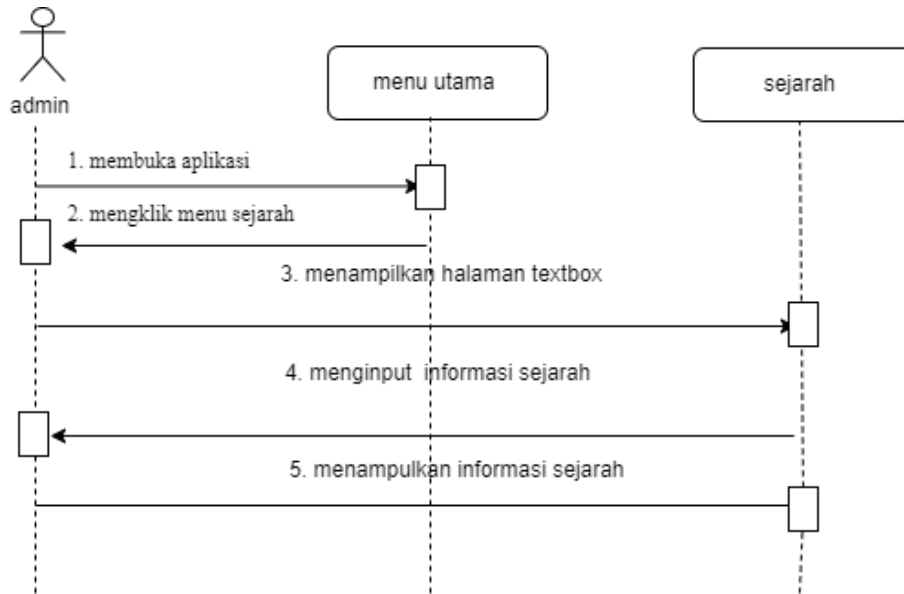 admin
menu utama
sejarah
1. membuka aplikasi
2. mengklik menu sejarah
3. menampilkan halaman textbox
4. menginput informasi sejarah
5. menampulkan informasi sejarah